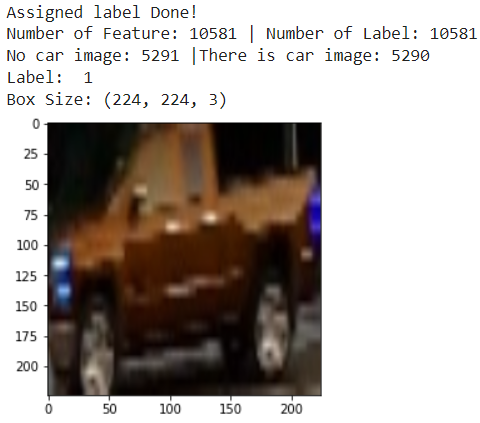 Assigned label Done!
Number of Feature: 10581 | Number of Label: 10581
No car image: 5291 |There is car image: 5290
Label:  1
Box Size: (224, 224, 3)
0
25
50
75
100
125
150
175
200
0 50 100 150 200